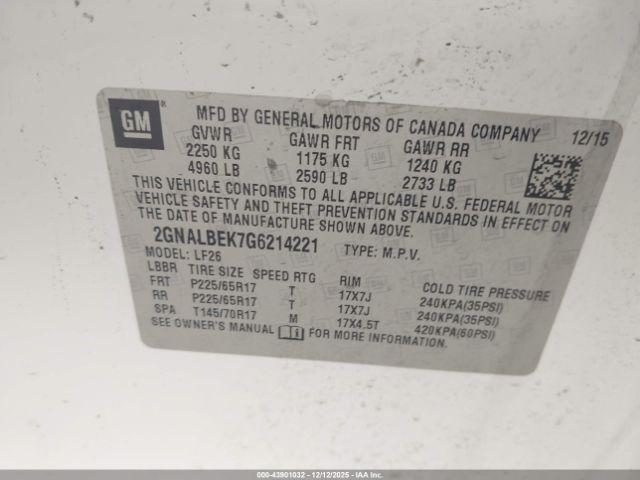 GM
MFD BY GENERAL MOTORS OF CANADA COMPANY 12/15
GVWR GAWR FRT GAWR RR
2250 KG 1175 KG 1240 KG
4960 LB 2590 LB 2733 LB
THIS VEHICLE CONFORMS TO ALL APPLICABLE U.S. FEDERAL MOTOR
VEHICLE SAFETY AND THEFT PREVENTION STANDARDS IN EFFECT ON
THE DATE OF MANUFACTURE SHOWN ABOVE.
2GNALBEK7G6214221 TYPE: M.P.V.
MODEL: LF26
LBBR TIRE SIZE SPEED RTG RIM COLD TIRE PRESSURE
FRT P225/65R17 T 17X7J 240KPA(35PSI)
RR P225/65R17 T 17X7J 240KPA(35PSI)
SPA T145/70R17 M 17X4.5T 420KPA(60PSI)
SEE OWNER'S MANUAL FOR MORE INFORMATION.
000-43901032 - 12/12/2025 - IAA.com